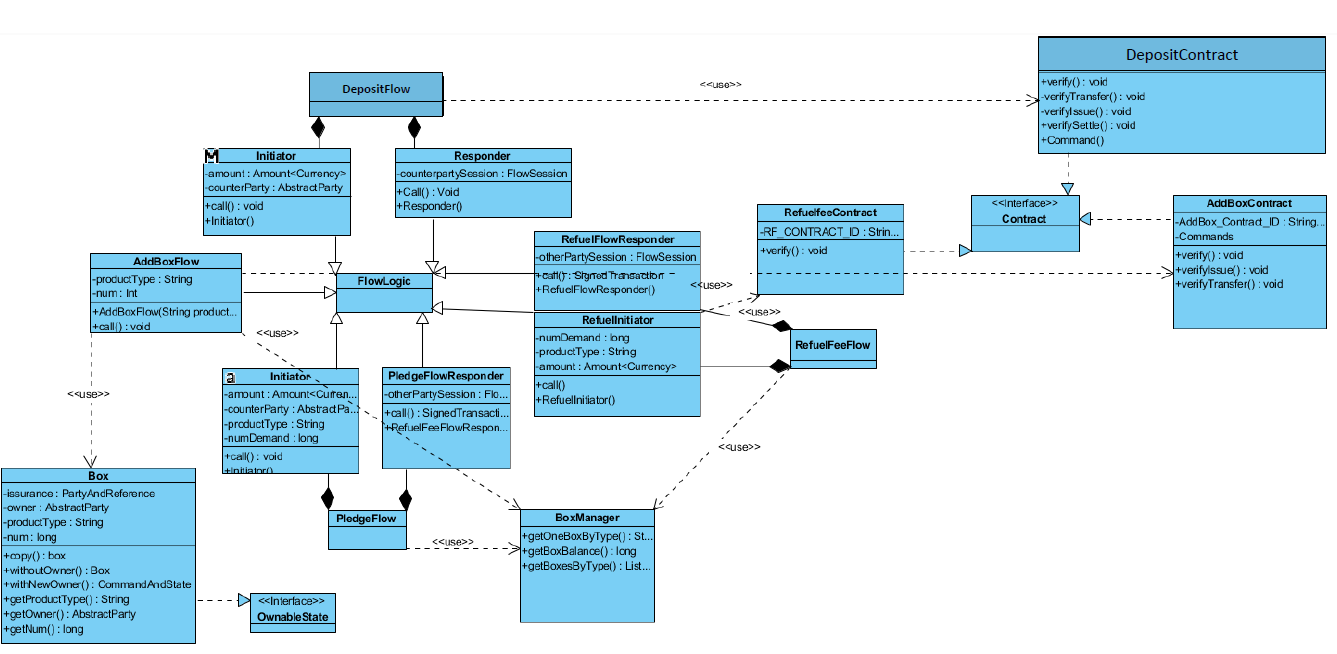 DepositContract
+verify() : void
-verifyTransfer() : void
-verifyIssue() : void
+verifySettle() : void
+Command()
DepositFlow
<<use>>
M
Initiator
-amount : Amount<Currency>
-counterParty : AbstractParty
+call() : void
+Initiator()
Responder
-counterpartySession : FlowSession
+Call() : Void
+Responder()
RefuelfeeContract
-RF_CONTRACT_ID : Strin...
+verify() : void
<<Interface>>
Contract
AddBoxContract
-AddBox_Contract_ID : String...
-Commands
+verify() : void
+verifyIssue() : void
+verifyTransfer() : void
RefuelFlowResponder
-otherPartySession : FlowSession
+call() : SignedTransaction
+RefuelFlowResponder()
<<use>>
AddBoxFlow
-productType : String
-num : Int
+AddBoxFlow(String product...
+call() : void
FlowLogic
<<use>>
<<use>>
RefuelInitiator
-numDemand : long
-productType : String
-amount : Amount<Currency>
+call()
+RefuelInitiator()
RefuelFeeFlow
a
Initiator
-amount : Amount<Curren...
-counterParty : AbstractPa...
-productType : String
-numDemand : long
+call() : void
+Initiator()
PledgeFlowResponder
-otherPartySession : Flo...
+call() : SignedTransacti...
+RefuelFeeFlowRespon...
<<use>>
<<use>>
Box
-issurance : PartyAndReference
-owner : AbstractParty
-productType : String
-num : long
+copy() : box
+withoutOwner() : Box
+withNewOwner() : CommandAndState
+getProductType() : String
+getOwner() : AbstractParty
+getNum() : long
PledgeFlow
<<use>>
BoxManager
+getOneBoxByType() : St...
+getBoxBalance() : long
+getBoxesByType() : List...
<<Interface>>
OwnableState